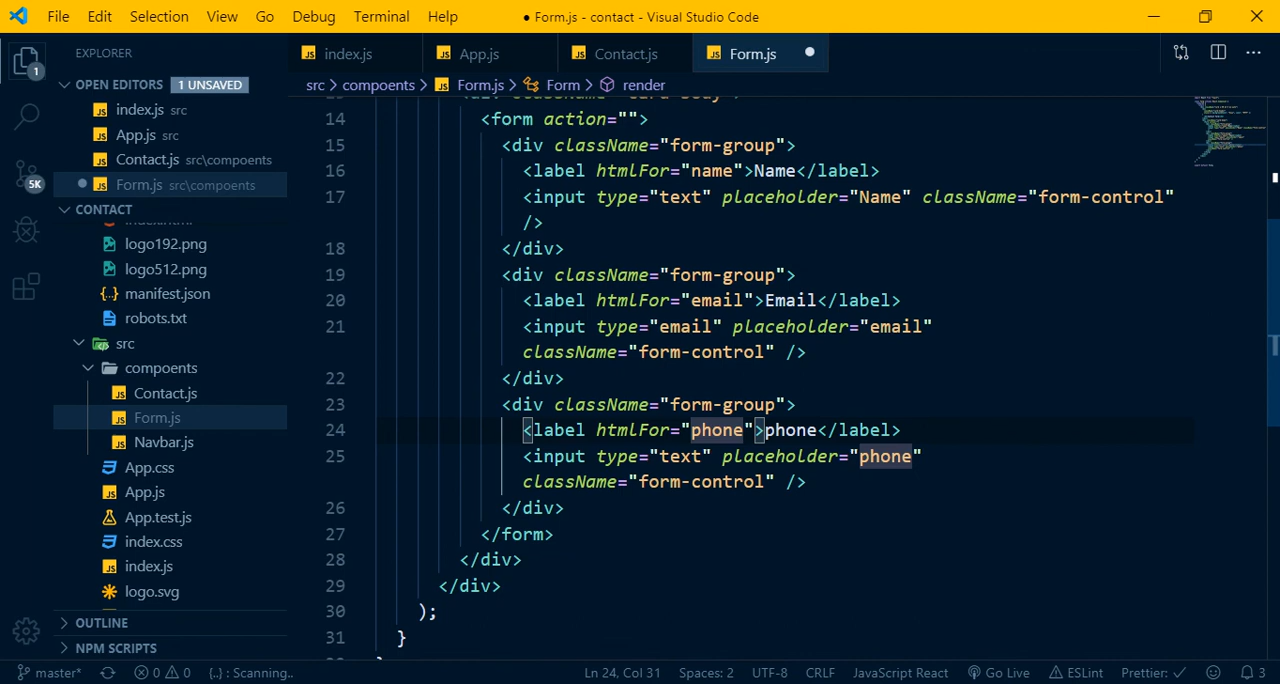 File Edit Selection View Go Debug Terminal Help
● Form.js - contact - Visual Studio Code
EXPLORER
OPEN EDITORS 1 UNSAVED
index.js src
App.js src
Contact.js src\compoents
Form.js src\compoents
CONTACT
logo192.png
logo512.png
manifest.json
robots.txt
src
compoents
Contact.js
Form.js
Navbar.js
App.css
App.js
App.test.js
index.css
index.js
logo.svg
OUTLINE
NPM SCRIPTS
1
5K
index.js App.js Contact.js Form.js
src > compoents > Form.js > Form > render
14 <form action="">
15 <div className="form-group">
16 <label htmlFor="name">Name</label>
17 <input type="text" placeholder="Name" className="form-control"
/>
18 </div>
19 <div className="form-group">
20 <label htmlFor="email">Email</label>
21 <input type="email" placeholder="email"
className="form-control" />
22 </div>
23 <div className="form-group">
24 <label htmlFor="phone">phone</label>
25 <input type="text" placeholder="phone"
className="form-control" />
26 </div>
27 </form>
28 </div>
29 </div>
30 );
31 }
master* 0 0 {..} : Scanning.. Ln 24, Col 31 Spaces: 2 UTF-8 CRLF JavaScript React Go Live ESLint Prettier: ✓ 3